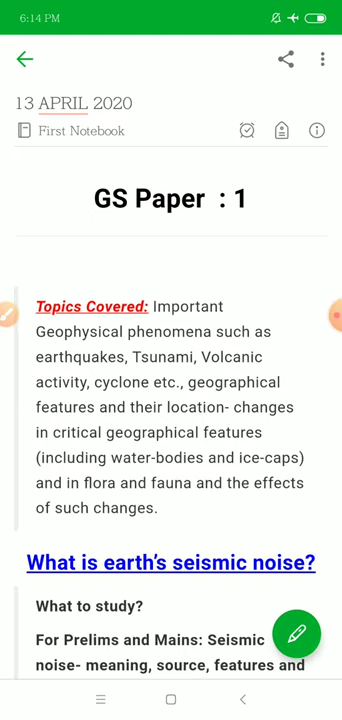 6:14 PM
13 APRIL 2020
First Notebook
GS Paper : 1
Topics Covered: Important
Geophysical phenomena such as
earthquakes, Tsunami, Volcanic
activity, cyclone etc., geographical
features and their location- changes
in critical geographical features
(including water-bodies and ice-caps)
and in flora and fauna and the effects
of such changes.
What is earth's seismic noise?
What to study?
For Prelims and Mains: Seismic
noise- meaning, source, features and